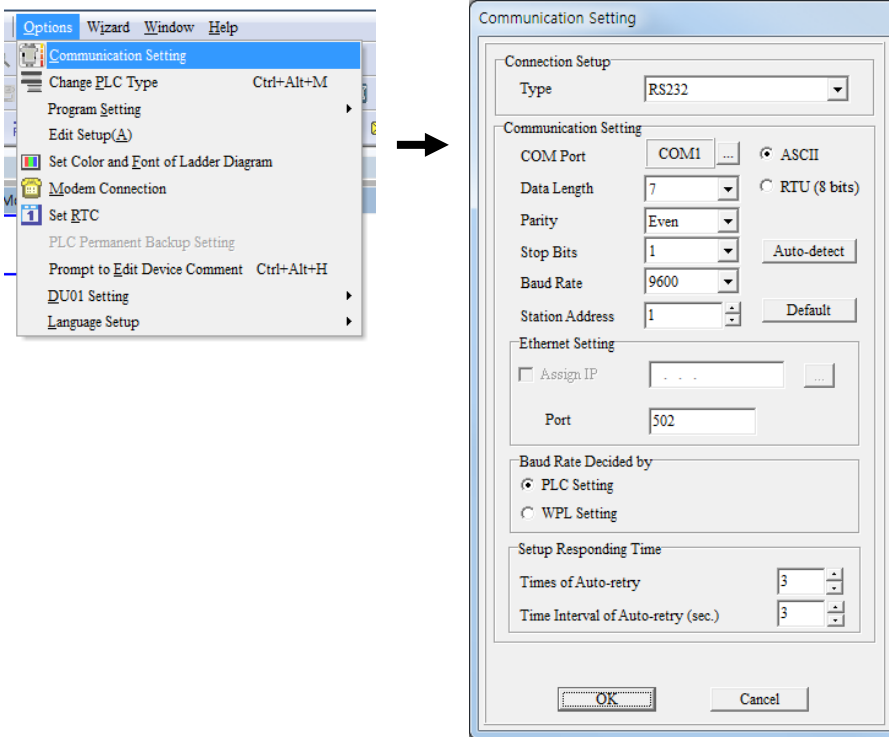 Options Wizard Window Help
Communication Setting
Change PLC Type Ctrl+Alt+M
Program Setting
Edit Setup(A)
Set Color and Font of Ladder Diagram
Modem Connection
Set RTC
PLC Permanent Backup Setting
Prompt to Edit Device Comment Ctrl+Alt+H
DU01 Setting
Language Setup
Communication Setting
Connection Setup
Type RS232
Communication Setting
COM Port COM1 ... ASCII
Data Length 7 RTU (8 bits)
Parity Even
Stop Bits 1 Auto-detect
Baud Rate 9600
Station Address 1 Default
Ethernet Setting
Assign IP . . . ...
Port 502
Baud Rate Decided by
PLC Setting
WPL Setting
Setup Responding Time
Times of Auto-retry 3
Time Interval of Auto-retry (sec.) 3
OK Cancel